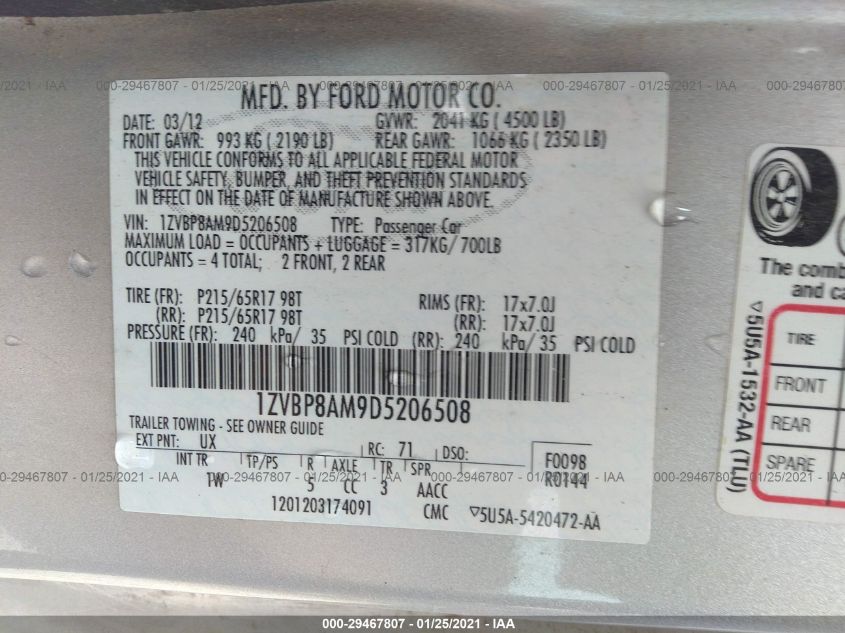 000-29467807 - 01/25/2021 - IAA
MFD. BY FORD MOTOR CO.
DATE: 03/12 GVWR: 2041 KG ( 4500 LB)
FRONT GAWR: 993 KG ( 2190 LB) REAR GAWR: 1066 KG ( 2350 LB)
THIS VEHICLE CONFORMS TO ALL APPLICABLE FEDERAL MOTOR
VEHICLE SAFETY, BUMPER, AND THEFT PREVENTION STANDARDS
IN EFFECT ON THE DATE OF MANUFACTURE SHOWN ABOVE.
VIN: 1ZVBP8AM9D5206508 TYPE: Passenger Car
MAXIMUM LOAD = OCCUPANTS + LUGGAGE = 317KG/ 700LB
OCCUPANTS = 4 TOTAL; 2 FRONT, 2 REAR
TIRE (FR): P215/65R17 98T RIMS (FR): 17x7.0J
(RR): P215/65R17 98T (RR): 17x7.0J
PRESSURE (FR): 240 kPa/ 35 PSI COLD (RR): 240 kPa/ 35 PSI COLD
1ZVBP8AM9D5206508
TRAILER TOWING - SEE OWNER GUIDE
EXT PNT: UX RC: 71 DSO: F0098
INT TR TP/PS R AXLE TR SPR R0144
1W 5 CC 3 AACC
1201203174091 CMC ▽5U5A-5420472-AA
The comb
and ca
▽5U5A-1532-AA (TLU)
TIRE
FRONT
REAR
SPARE
000-29467807 - 01/25/2021 - IAA
000-29467807 - 01/25/2021 - IAA